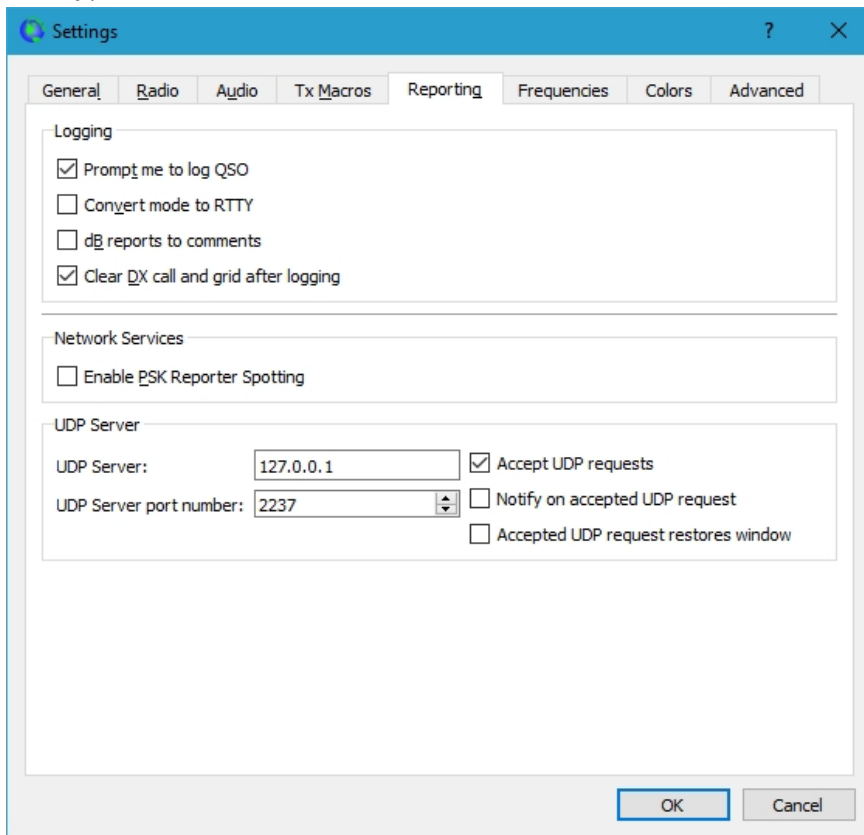 Settings
General Radio Audio Tx Macros Reporting Frequencies Colors Advanced
Logging
Prompt me to log QSO
Convert mode to RTTY
dB reports to comments
Clear DX call and grid after logging
Network Services
Enable PSK Reporter Spotting
UDP Server
UDP Server: 127.0.0.1 Accept UDP requests
UDP Server port number: 2237 Notify on accepted UDP request
Accepted UDP request restores window
OK Cancel